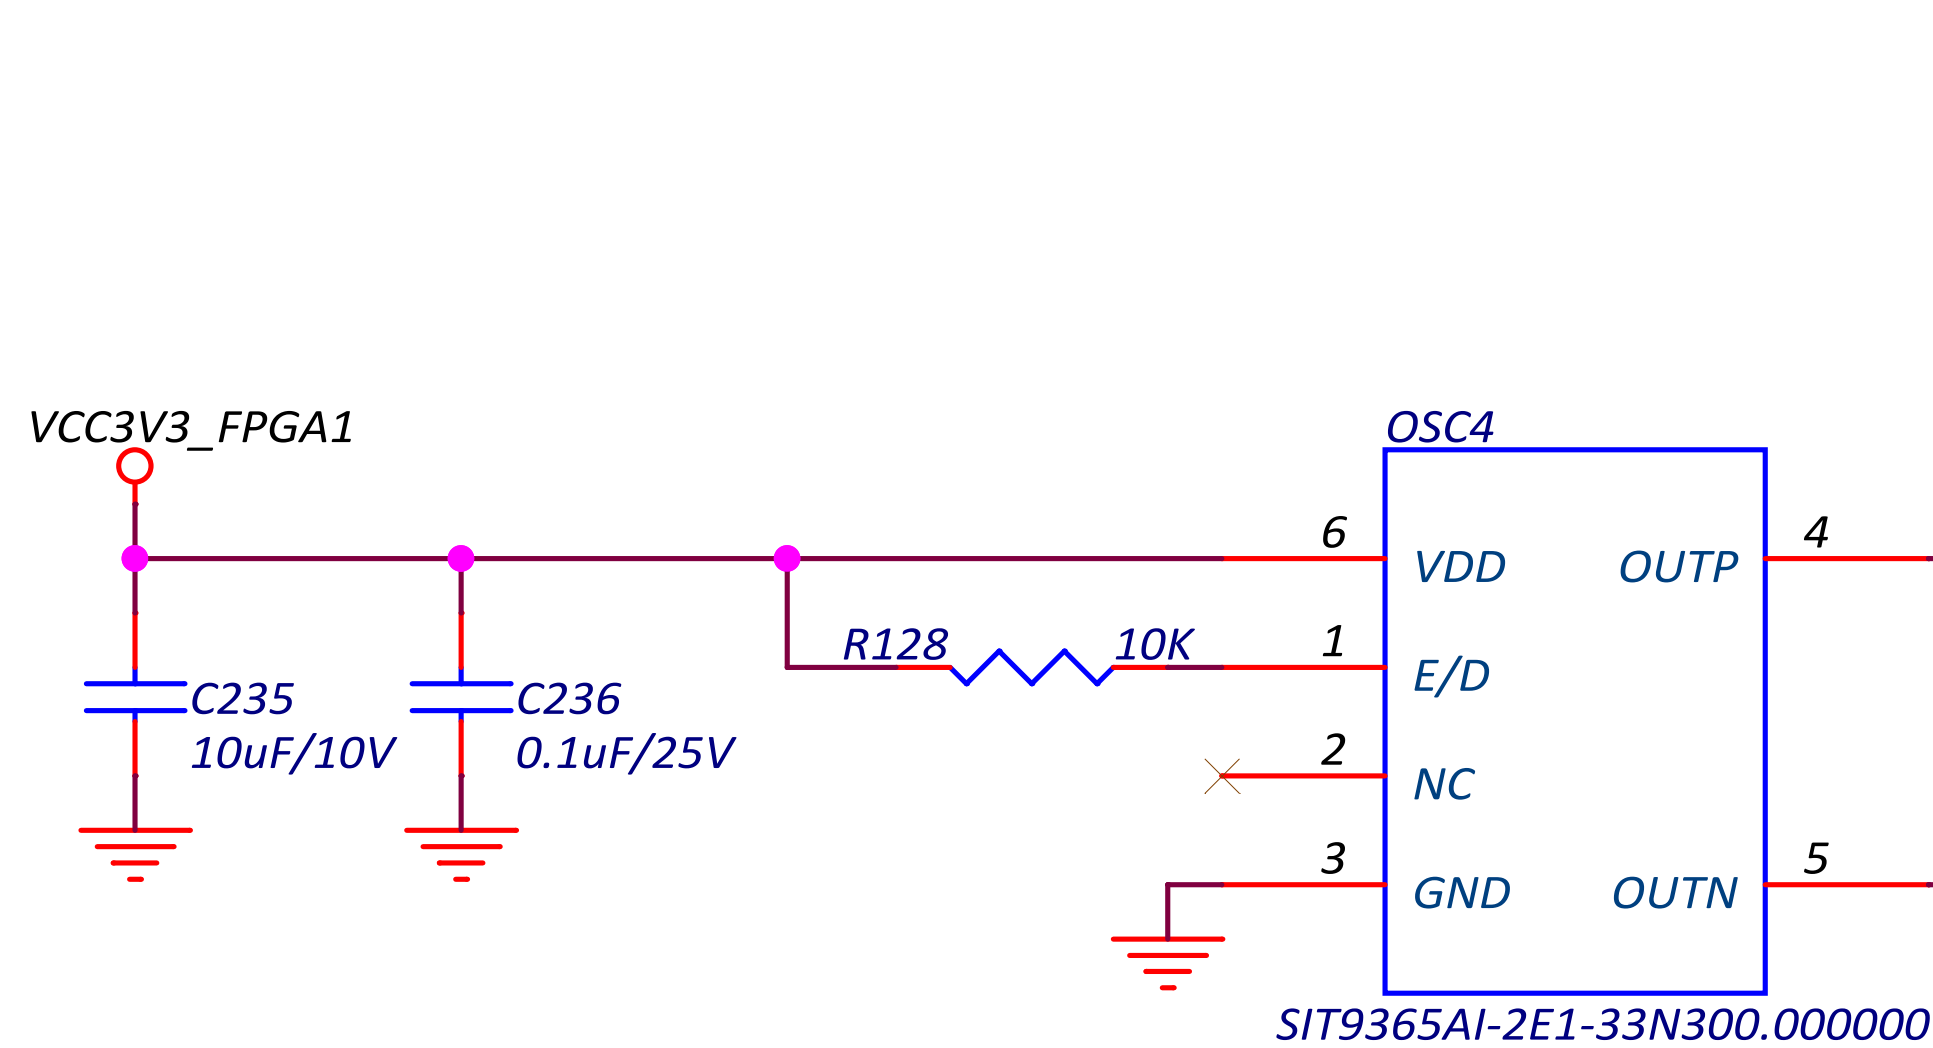 VCC3V3_FPGA1
OSC4
6
4
VDD
OUTP
R128
10K
1
E/D
C235
10uF/10V
C236
0.1uF/25V
2
NC
3
5
GND
OUTN
SIT9365AI-2E1-33N300.000000